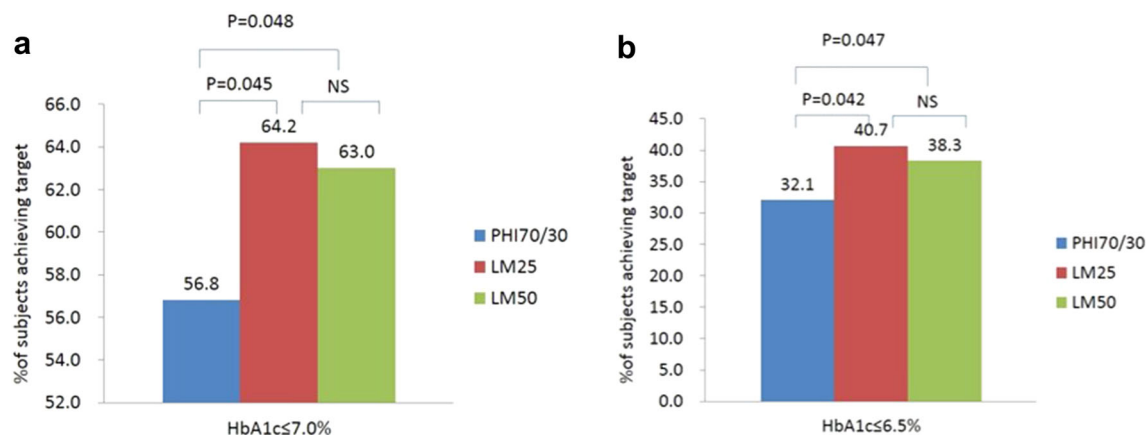 a
P=0.048
P=0.045
NS
%of subjects achieving target
66.0
64.0
62.0
60.0
58.0
56.0
54.0
52.0
64.2
63.0
56.8
HbA1c≤7.0%
PHI70/30
LM25
LM50
b
P=0.047
P=0.042
NS
%of subjects achieving target
45.0
40.0
35.0
30.0
25.0
20.0
15.0
10.0
5.0
0.0
40.7
38.3
32.1
HbA1c≤6.5%
PHI70/30
LM25
LM50